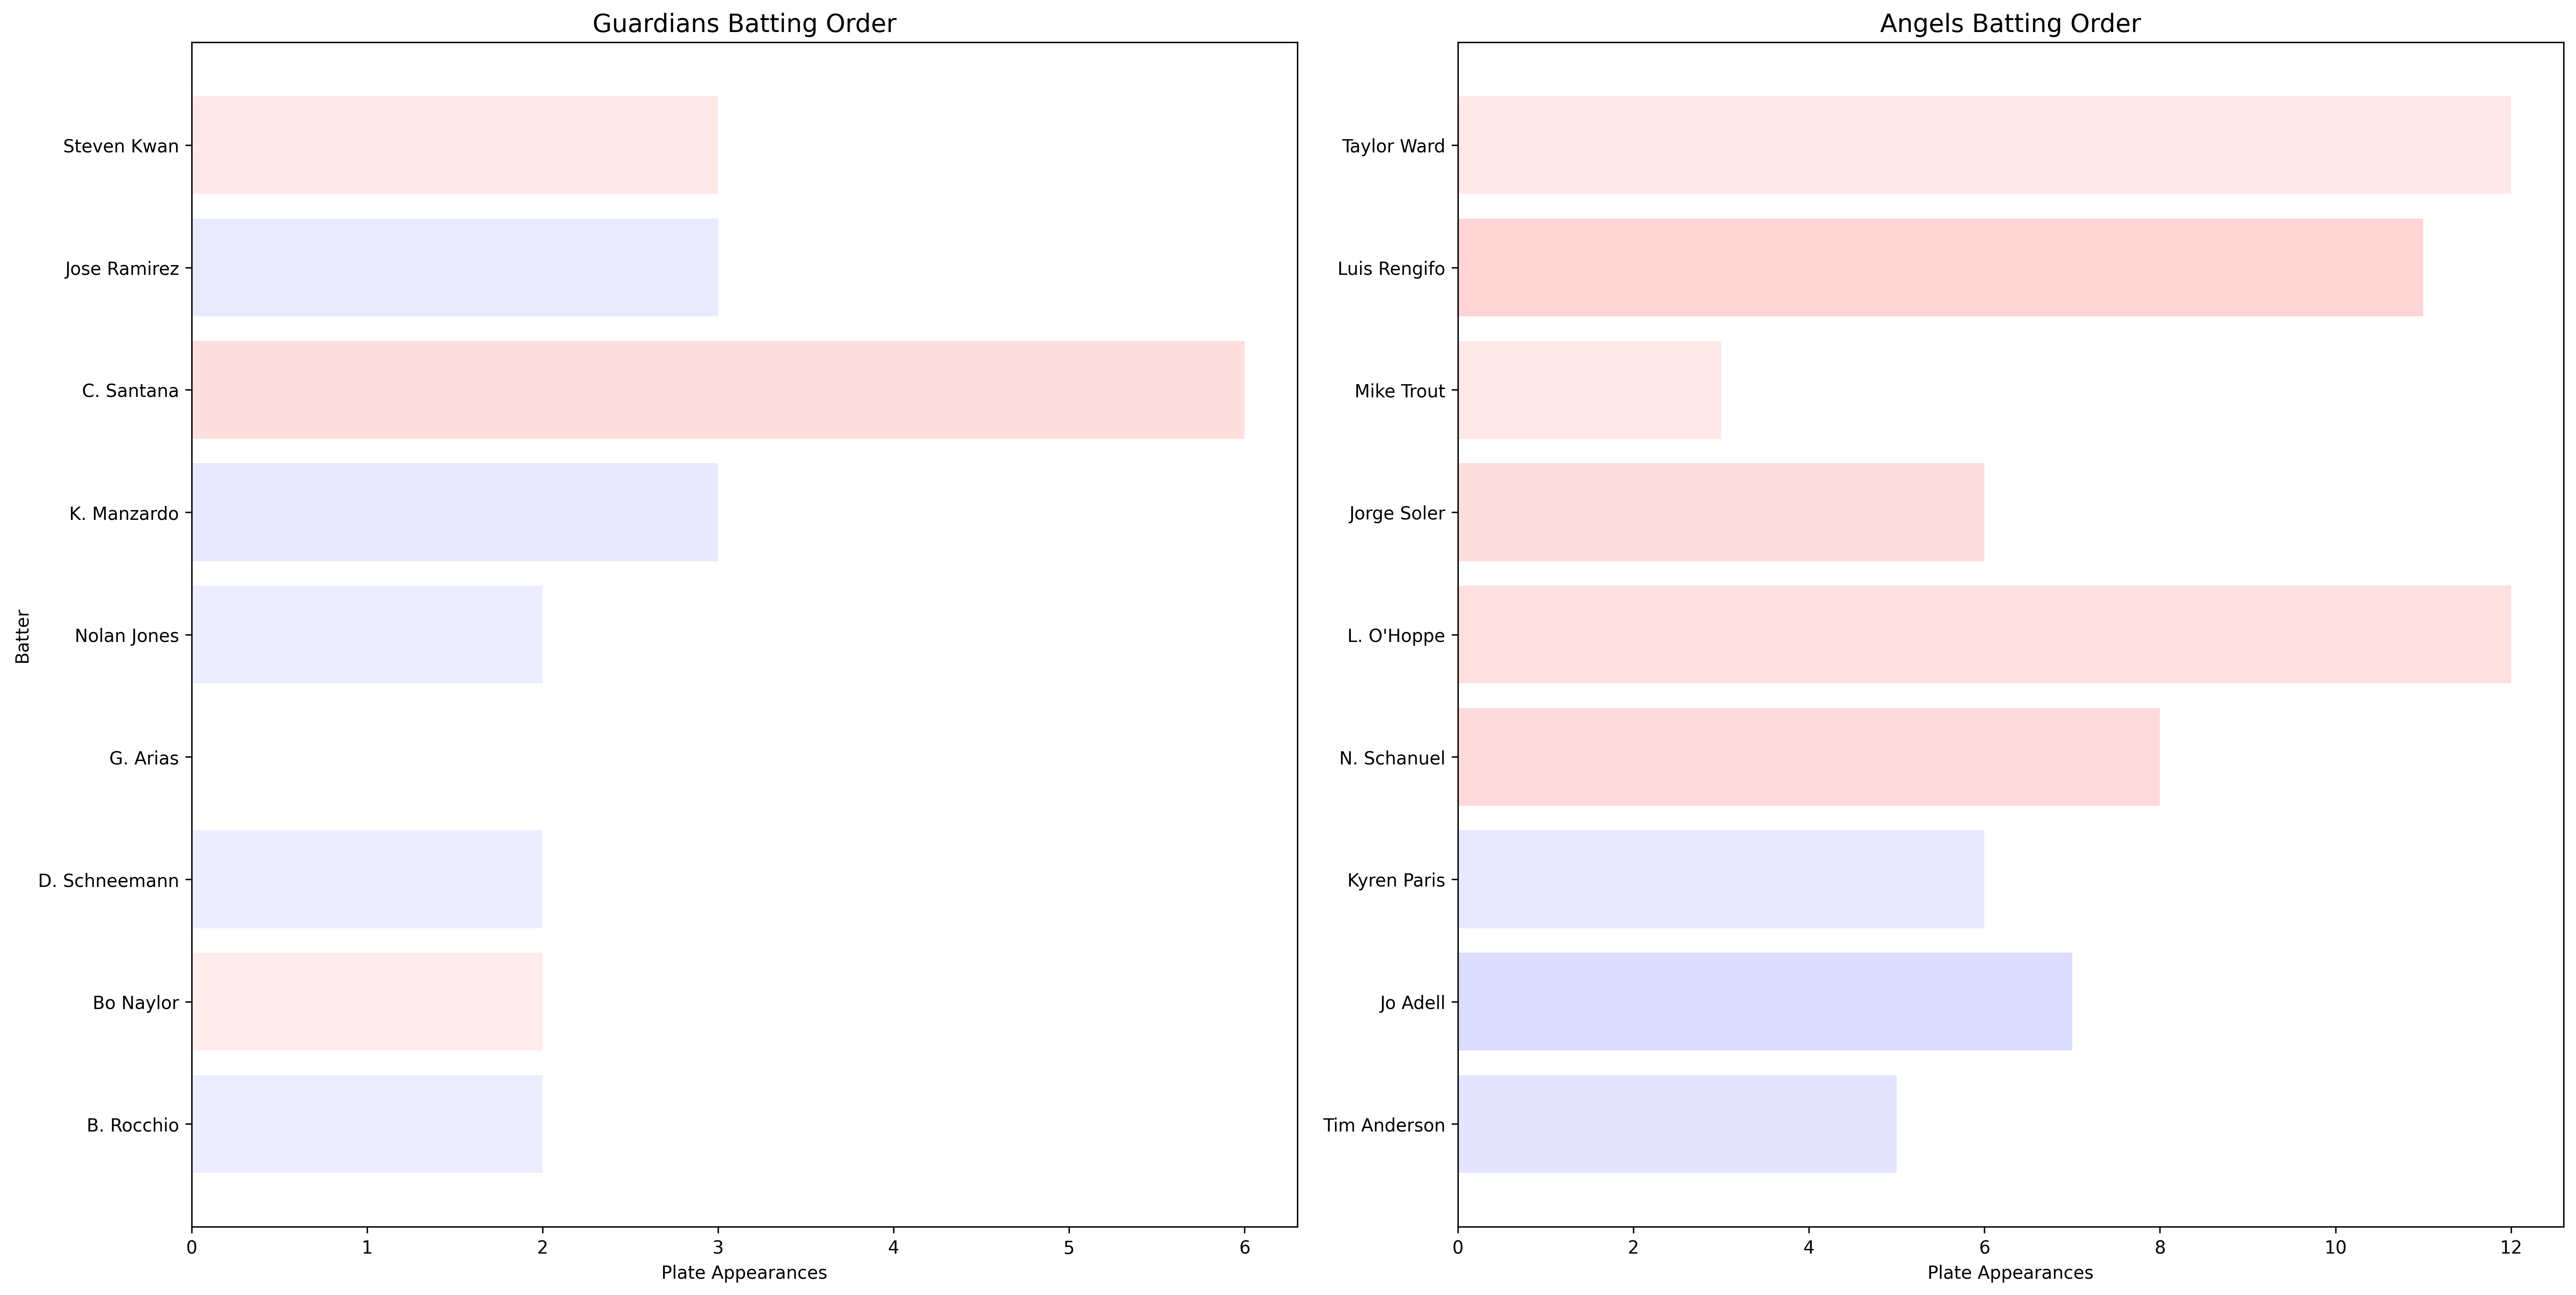 Guardians Batting Order
Batter
Steven Kwan
Jose Ramirez
C. Santana
K. Manzardo
Nolan Jones
G. Arias
D. Schneemann
Bo Naylor
B. Rocchio
0 1 2 3 4 5 6
Plate Appearances
Angels Batting Order
Taylor Ward
Luis Rengifo
Mike Trout
Jorge Soler
L. O'Hoppe
N. Schanuel
Kyren Paris
Jo Adell
Tim Anderson
0 2 4 6 8 10 12
Plate Appearances